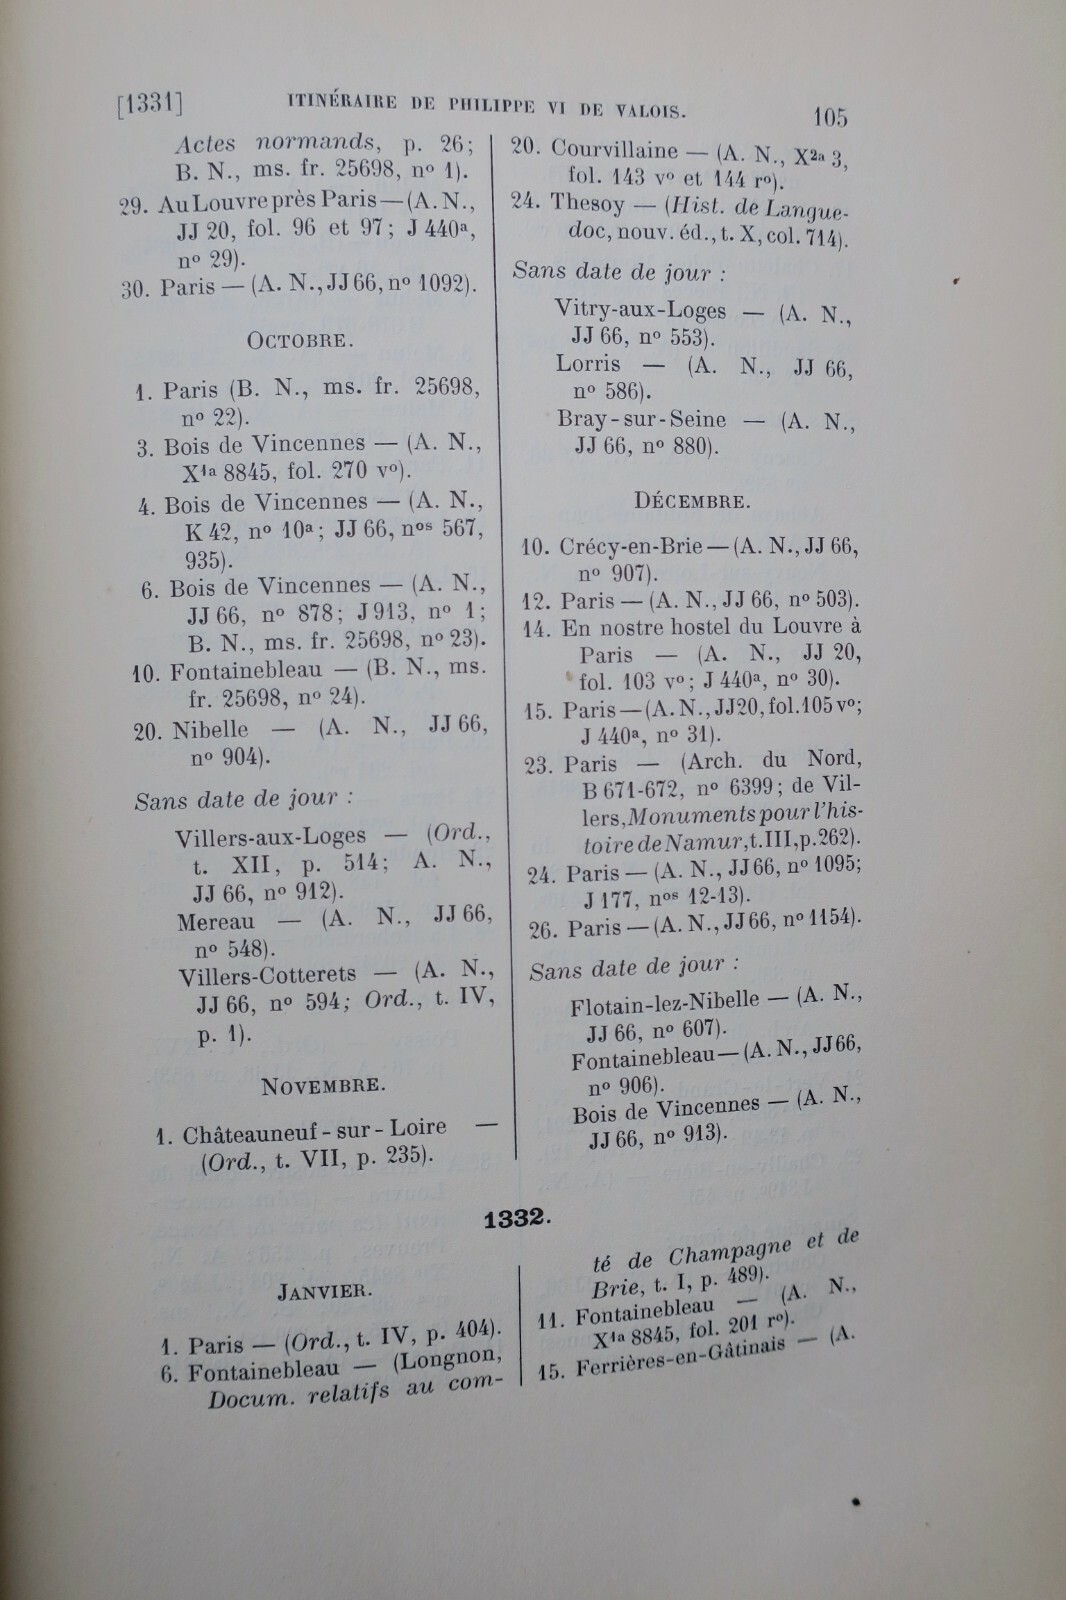 [1331] ITINÉRAIRE DE PHILIPPE VI DE VALOIS. 105
Actes normands, p. 26;
B. N., ms. fr. 25698, nº 1).
29. Au Louvre près Paris — (A. N.,
JJ 20, fol. 96 et 97; J 440ª,
nº 29).
30. Paris — (A. N., JJ 66, nº 1092).
OCTOBRE.
1. Paris (B. N., ms. fr. 25698,
nº 22).
3. Bois de Vincennes — (A. N.,
X¹ª 8845, fol. 270 vº).
4. Bois de Vincennes — (A. N.,
K 42, nº 10ª; JJ 66, nᵒˢ 567,
935).
6. Bois de Vincennes — (A. N.,
JJ 66, nº 878; J 913, nº 1;
B. N., ms. fr. 25698, nº 23).
10. Fontainebleau — (B. N., ms.
fr. 25698, nº 24).
20. Nibelle — (A. N., JJ 66,
nº 904).
Sans date de jour :
Villers-aux-Loges — (Ord.,
t. XII, p. 514; A. N.,
JJ 66, nº 912).
Mereau — (A. N., JJ 66,
nº 548).
Villers-Cotterets — (A. N.,
JJ 66, nº 594; Ord., t. IV,
p. 1).
NOVEMBRE.
1. Châteauneuf-sur-Loire —
(Ord., t. VII, p. 235).
20. Courvillaine — (A. N., X²ª 3,
fol. 143 vº et 144 rº).
24. Thesoy — (Hist. de Langue-
doc, nouv. éd., t. X, col. 714).
Sans date de jour :
Vitry-aux-Loges — (A. N.,
JJ 66, nº 553).
Lorris — (A. N., JJ 66,
nº 586).
Bray-sur-Seine — (A. N.,
JJ 66, nº 880).
DÉCEMBRE.
10. Crécy-en-Brie — (A. N., JJ 66,
nº 907).
12. Paris — (A. N., JJ 66, nº 503).
14. En nostre hostel du Louvre à
Paris — (A. N., JJ 20,
fol. 103 vº; J 440ª, nº 30).
15. Paris — (A. N., JJ 20, fol. 105 vº;
J 440ª, nº 31).
23. Paris — (Arch. du Nord,
B 671-672, nº 6399; de Vil-
lers, Monuments pour l'his-
toire de Namur, t. III, p. 262).
24. Paris — (A. N., JJ 66, nº 1095;
J 177, nᵒˢ 12-13).
26. Paris — (A. N., JJ 66, nº 1154).
Sans date de jour :
Flotain-lez-Nibelle — (A. N.,
JJ 66, nº 607).
Fontainebleau — (A. N., JJ 66,
nº 906).
Bois de Vincennes — (A. N.,
JJ 66, nº 913).
1332.
JANVIER.
1. Paris — (Ord., t. IV, p. 404).
6. Fontainebleau — (Longnon,
Docum. relatifs au com-
té de Champagne et de
Brie, t. I, p. 489).
11. Fontainebleau — (A. N.,
X¹ª 8845, fol. 201 rº).
15. Ferrières-en-Gâtinais — (A.